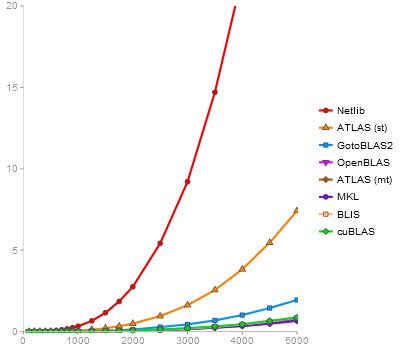 20
15
10
5
0
0
1000
2000
3000
4000
5000
Netlib
ATLAS (st)
GotoBLAS2
OpenBLAS
ATLAS (mt)
MKL
BLIS
cuBLAS